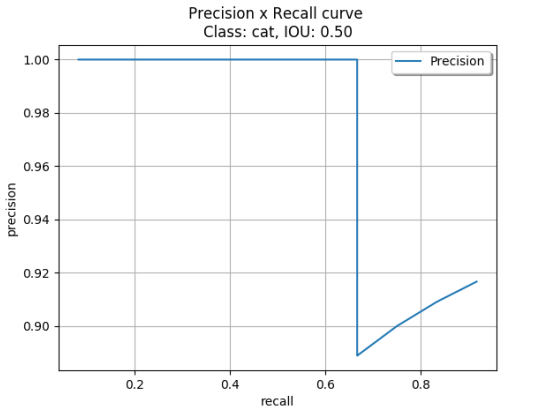 Precision x Recall curve
Class: cat, IOU: 0.50
Precision
1.00
0.98
0.96
0.94
0.92
0.90
precision
0.2 0.4 0.6 0.8
recall